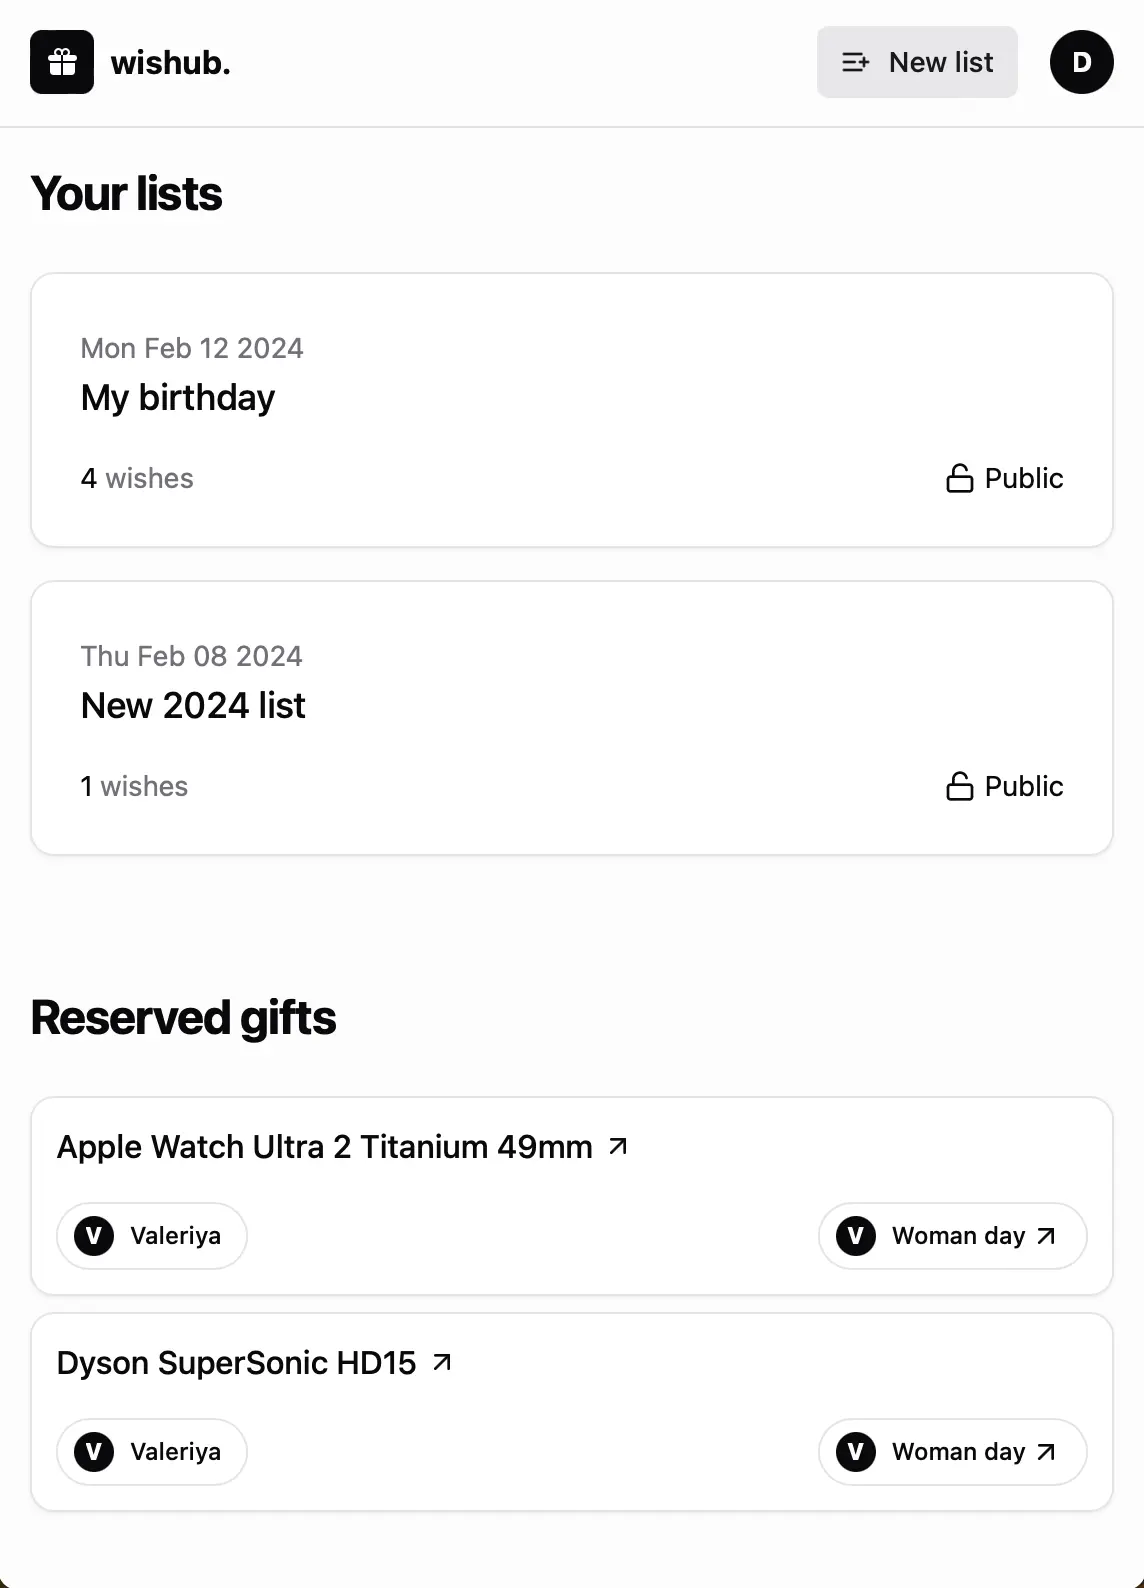 wishub.
New list
D
Your lists
Mon Feb 12 2024
My birthday
4 wishes
Public
Thu Feb 08 2024
New 2024 list
1 wishes
Public
Reserved gifts
Apple Watch Ultra 2 Titanium 49mm
V Valeriya
V Woman day
Dyson SuperSonic HD15
V Valeriya
V Woman day